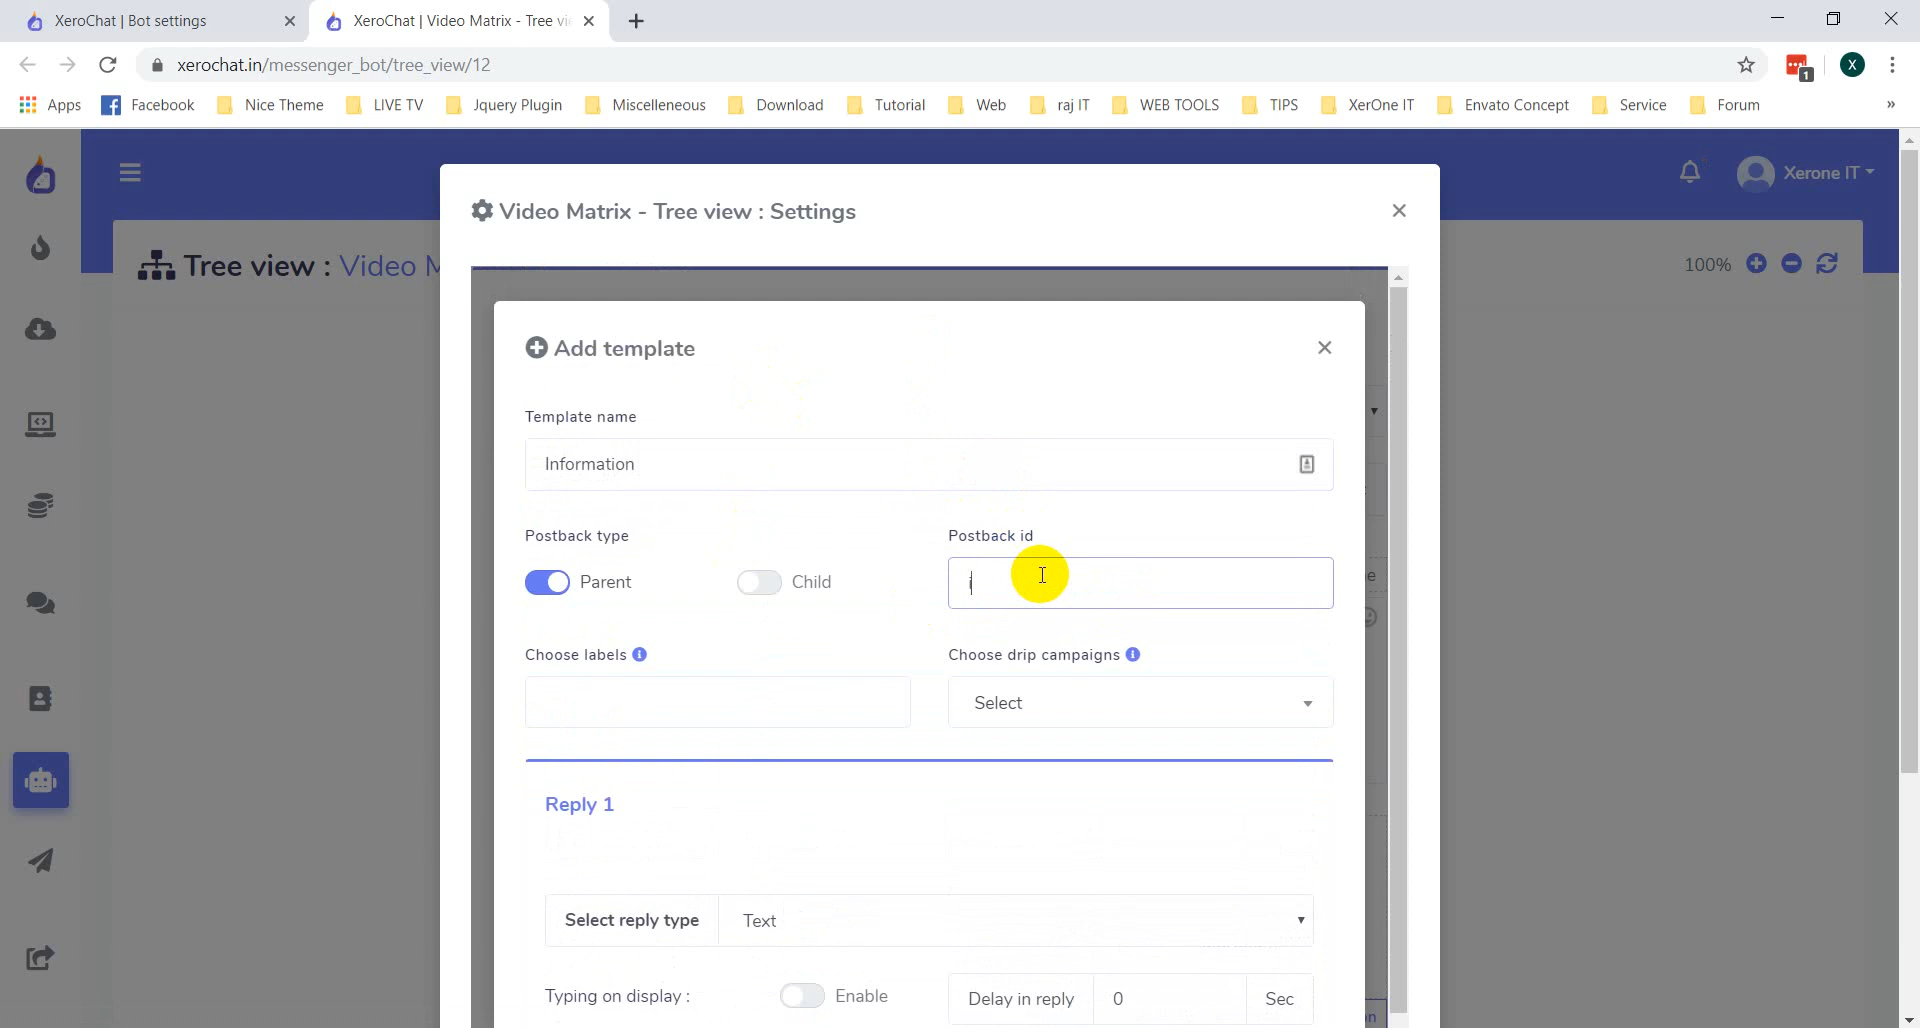 XeroChat | Bot settings
XeroChat | Video Matrix - Tree vi
xerochat.in/messenger_bot/tree_view/12
1
X
Apps
Facebook
Nice Theme
LIVE TV
Jquery Plugin
Miscelleneous
Download
Tutorial
Web
raj IT
WEB TOOLS
TIPS
XerOne IT
Envato Concept
Service
Forum
»
Xerone IT
Video Matrix - Tree view : Settings
Tree view : Video M
100%
Add template
Template name
Information
Postback type
Postback id
Parent
Child
i
e
Choose labels
Choose drip campaigns
Select
Reply 1
Select reply type
Text
Typing on display :
Enable
Delay in reply
0
Sec
on